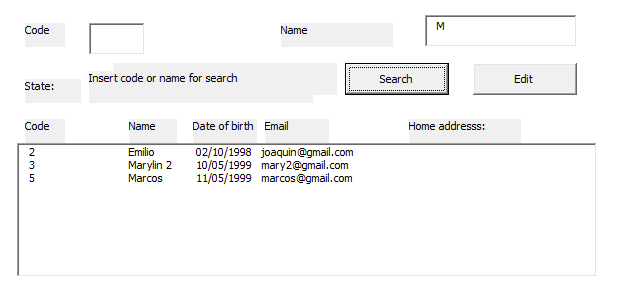 Code Name M
State: Insert code or name for search Search Edit
Code Name Date of birth Email Home addresss:
2 Emilio 02/10/1998 joaquin@gmail.com
3 Marylin 2 10/05/1999 mary2@gmail.com
5 Marcos 11/05/1999 marcos@gmail.com